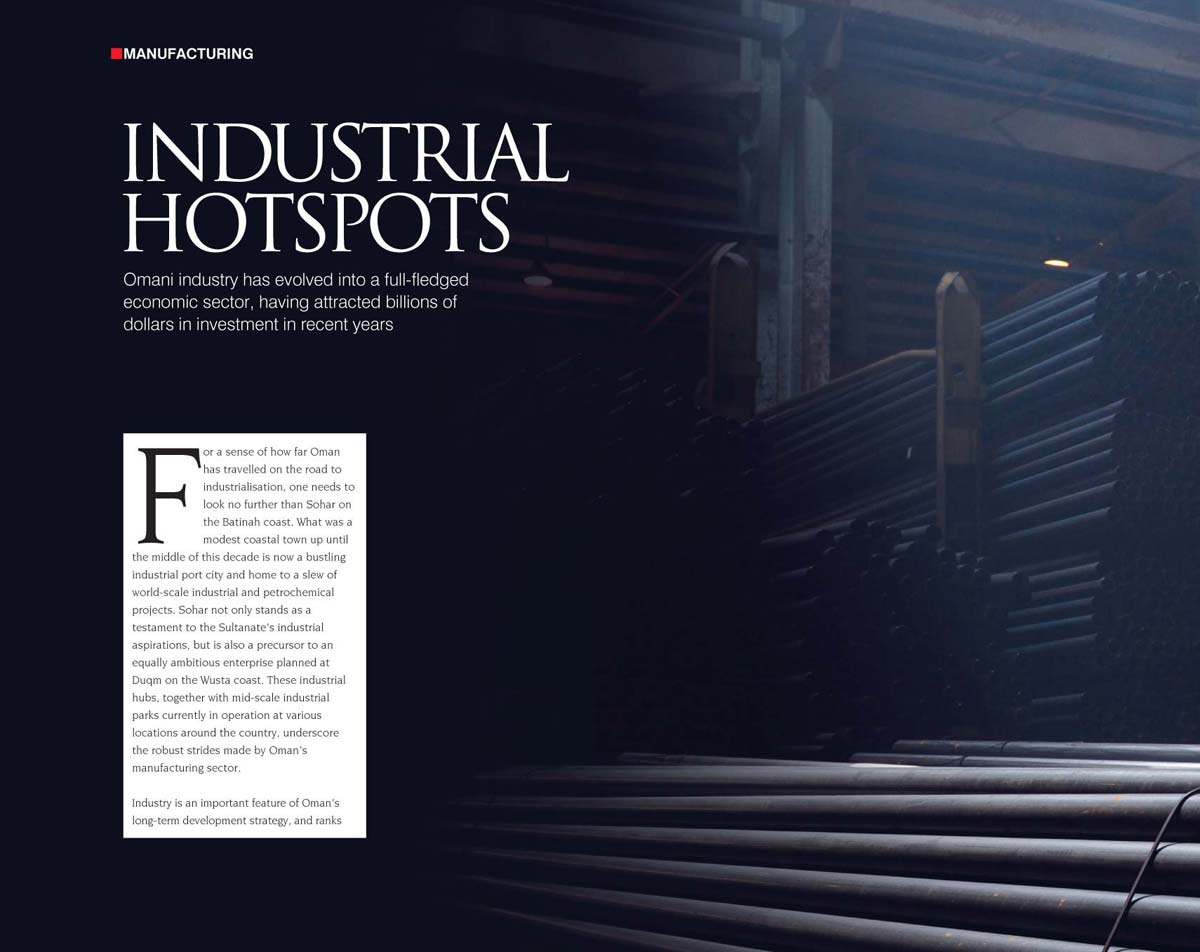 MANUFACTURING
INDUSTRIAL
HOTSPOTS
Omani industry has evolved into a full-fledged
economic sector, having attracted billions of
dollars in investment in recent years
For a sense of how far Oman
has travelled on the road to
industrialisation, one needs to
look no further than Sohar on
the Batinah coast. What was a
modest coastal town up until
the middle of this decade is now a bustling
industrial port city and home to a slew of
world-scale industrial and petrochemical
projects. Sohar not only stands as a
testament to the Sultanate's industrial
aspirations, but is also a precursor to an
equally ambitious enterprise planned at
Duqm on the Wusta coast. These industrial
hubs, together with mid-scale industrial
parks currently in operation at various
locations around the country, underscore
the robust strides made by Oman's
manufacturing sector.
Industry is an important feature of Oman's
long-term development strategy, and ranks